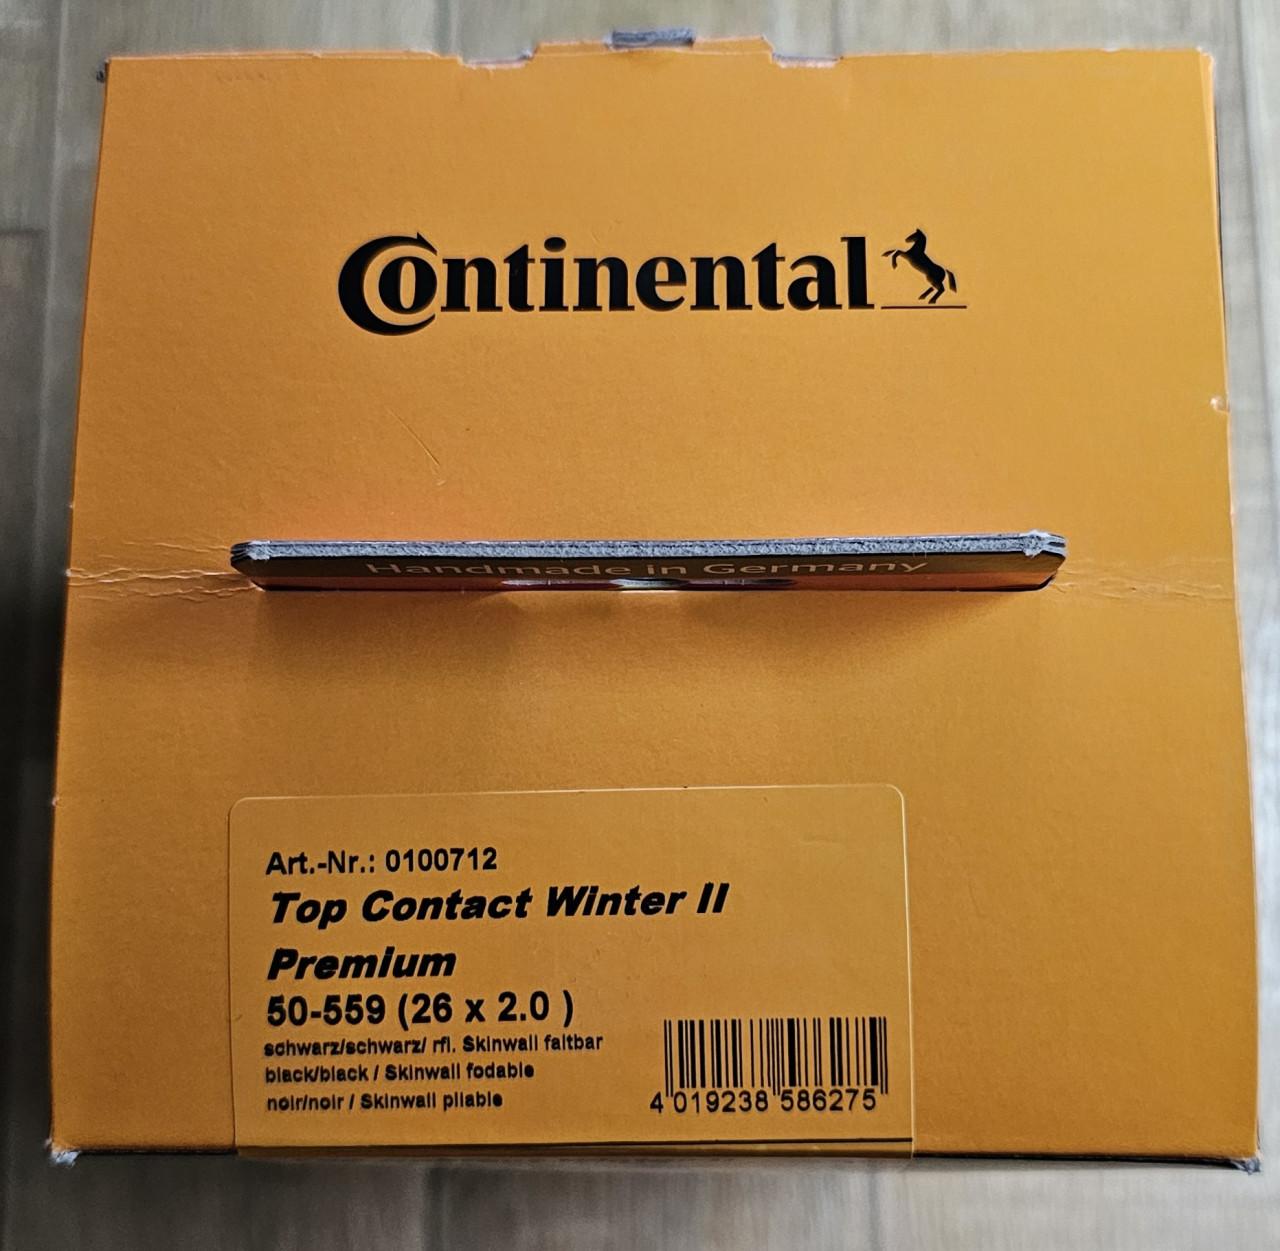 Continental
Handmade in Germany
Art.-Nr.: 0100712
Top Contact Winter II
Premium
50-559 (26 x 2.0 )
schwarz/schwarz/ rfl. Skinwall faltbar
black/black / Skinwall fodable
noir/noir / Skinwall pliable
4 019238 586275